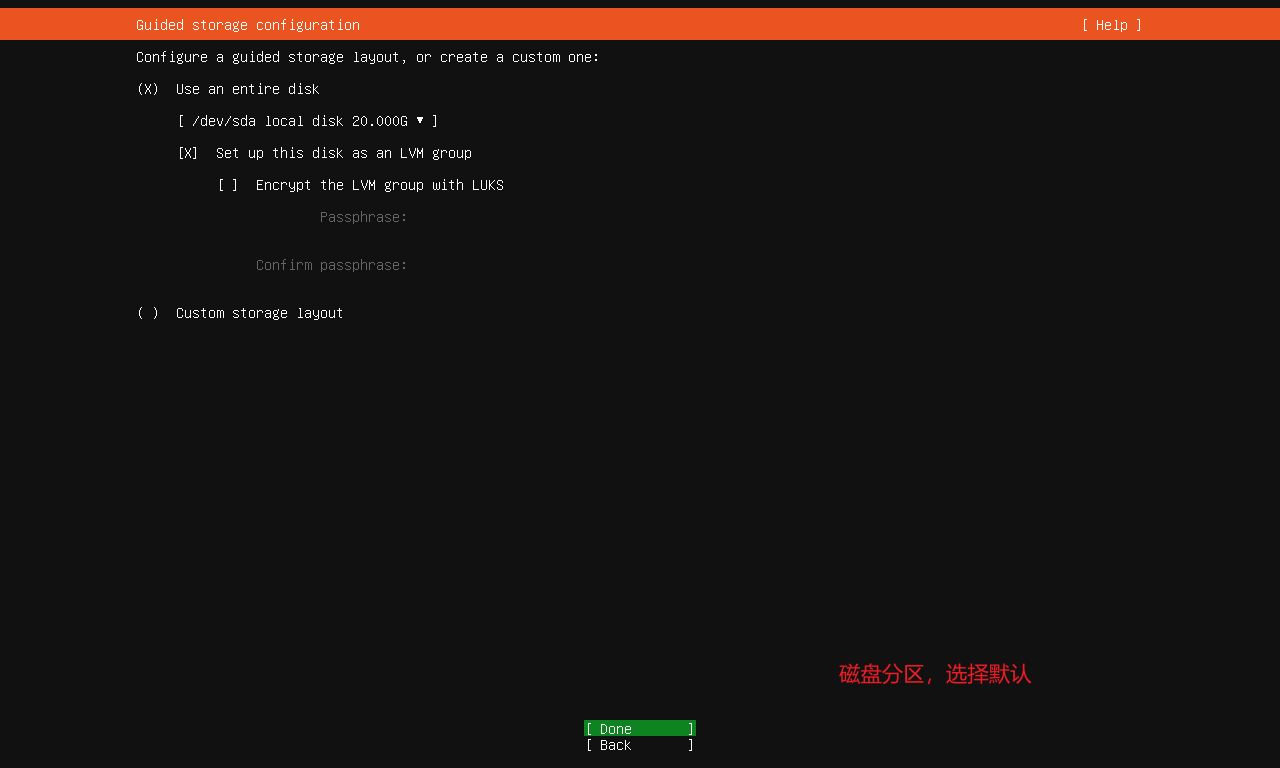 Guided storage configuration [ Help ]
Configure a guided storage layout, or create a custom one:
(X) Use an entire disk
[ /dev/sda local disk 20.000G ▾ ]
[X] Set up this disk as an LVM group
[ ] Encrypt the LVM group with LUKS
Passphrase:
Confirm passphrase:
( ) Custom storage layout
磁盘分区，选择默认
[ Done ]
[ Back ]